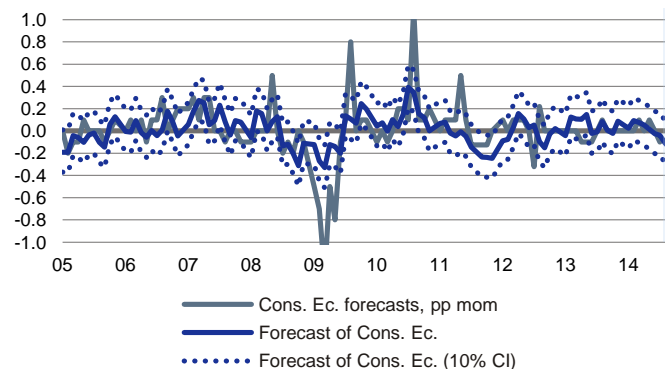 1.0
0.8
0.6
0.4
0.2
0.0
-0.2
-0.4
-0.6
-0.8
-1.0
05 06 07 08 09 10 11 12 13 14
Cons. Ec. forecasts, pp mom
Forecast of Cons. Ec.
Forecast of Cons. Ec. (10% CI)